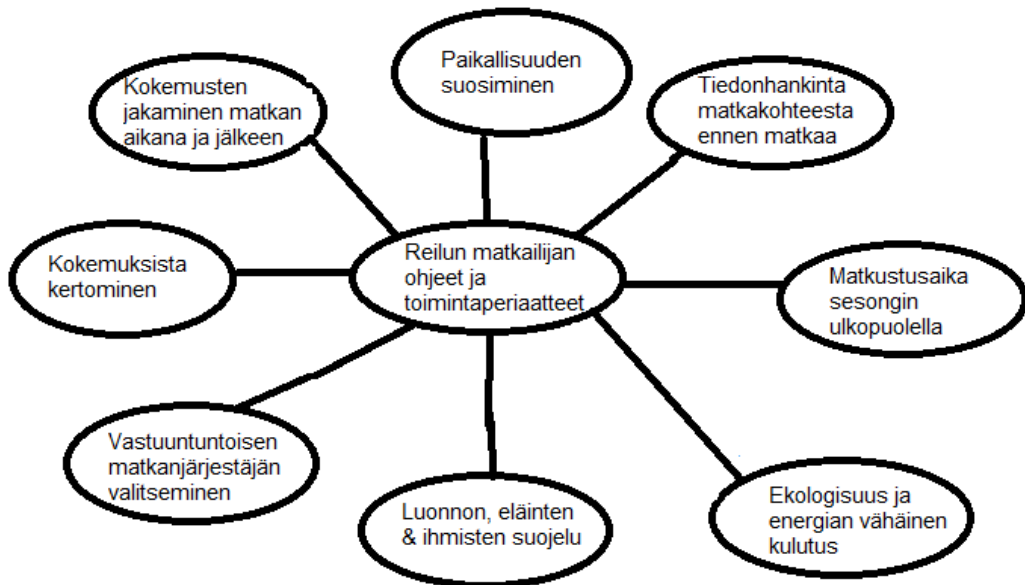 Kokemusten
jakaminen matkan
aikana ja jälkeen
Paikallisuuden
suosiminen
Tiedonhankinta
matkakohteesta
ennen matkaa
Kokemuksista
kertominen
Reilun matkailijan
ohjeet ja
toimintaperiaatteet
Matkustusaika
sesongin
ulkopuolella
Vastuuntuntoisen
matkanjärjestäjän
valitseminen
Luonnon, eläinten
& ihmisten suojelu
Ekologisuus ja
energian vähäinen
kulutus